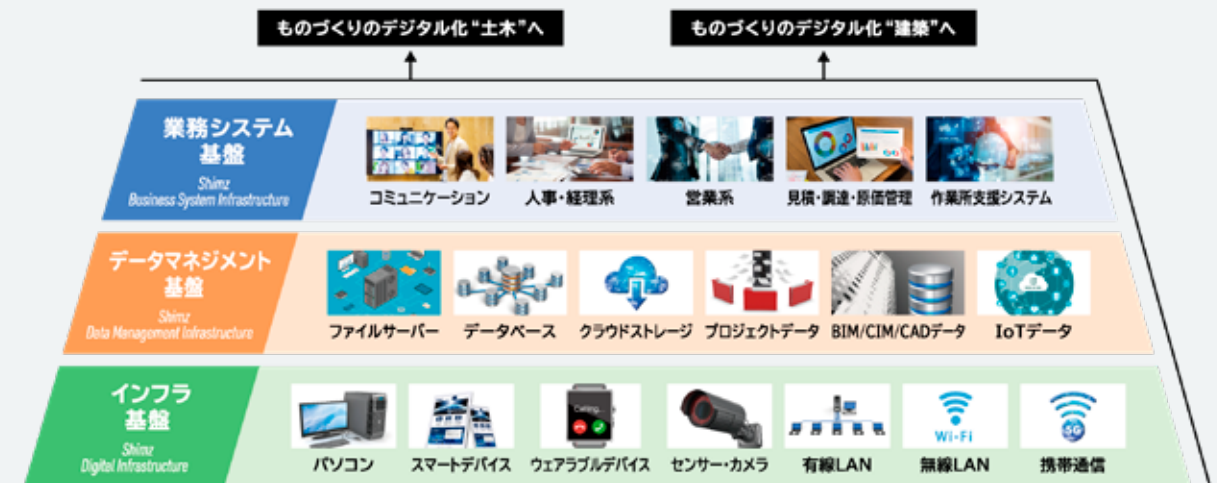 ものづくりのデジタル化“土木”へ
ものづくりのデジタル化“建築”へ
業務システム
基盤
Shimz
Business System Infrastructure
コミュニケーション
人事・経理系
営業系
見積・調達・原価管理
作業所支援システム
データマネジメント
基盤
Shimz
Data Management Infrastructure
ファイルサーバー
データベース
クラウドストレージ
プロジェクトデータ
BIM/CIM/CADデータ
IoTデータ
インフラ
基盤
Shimz
Digital Infrastructure
Calling...
Wi-Fi
5G
パソコン
スマートデバイス
ウェアラブルデバイス
センサー・カメラ
有線LAN
無線LAN
携帯通信